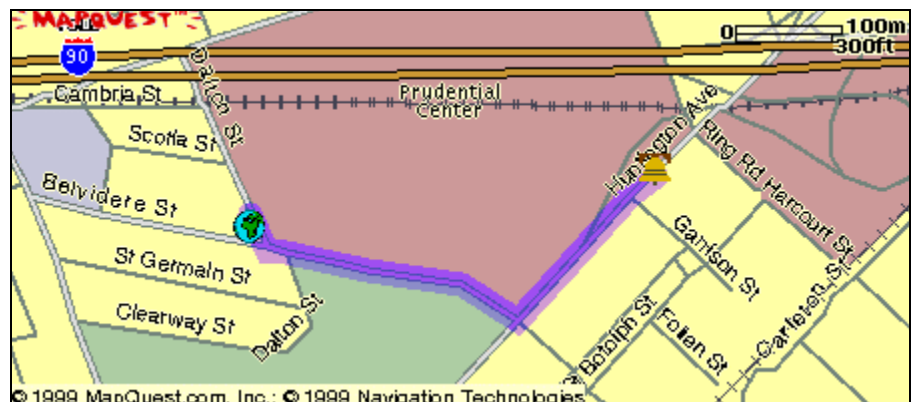 MAPQUEST™
0 100m
300ft
90
Dalton St
Cambria St
Prudential
Center
Huntington Ave
Scotia St
Ring Rd Harcourt St
Belvidere St
Garrison St
St Germain St
Clearway St
Dalton St
St Botolph St
Follen St
Carleton S
© 1999 MapQuest.com, Inc.; © 1999 Navigation Technologies